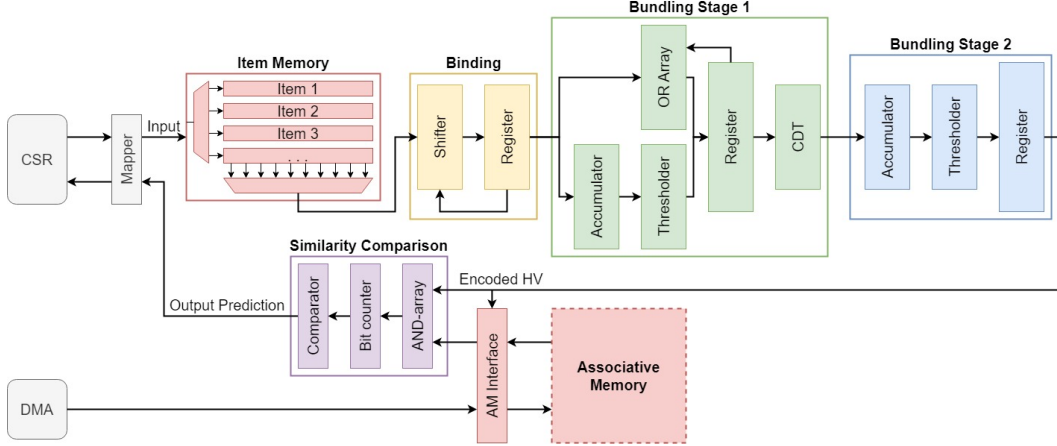 Bundling Stage 1
Bundling Stage 2
Item Memory
Binding
CSR
Mapper
Input
Item 1
Item 2
Item 3
. . .
Shifter
Register
OR Array
Accumulator
Thresholder
Register
CDT
Accumulator
Thresholder
Register
Similarity Comparison
Output Prediction
Comparator
Bit counter
AND-array
Encoded HV
AM Interface
Associative
Memory
DMA